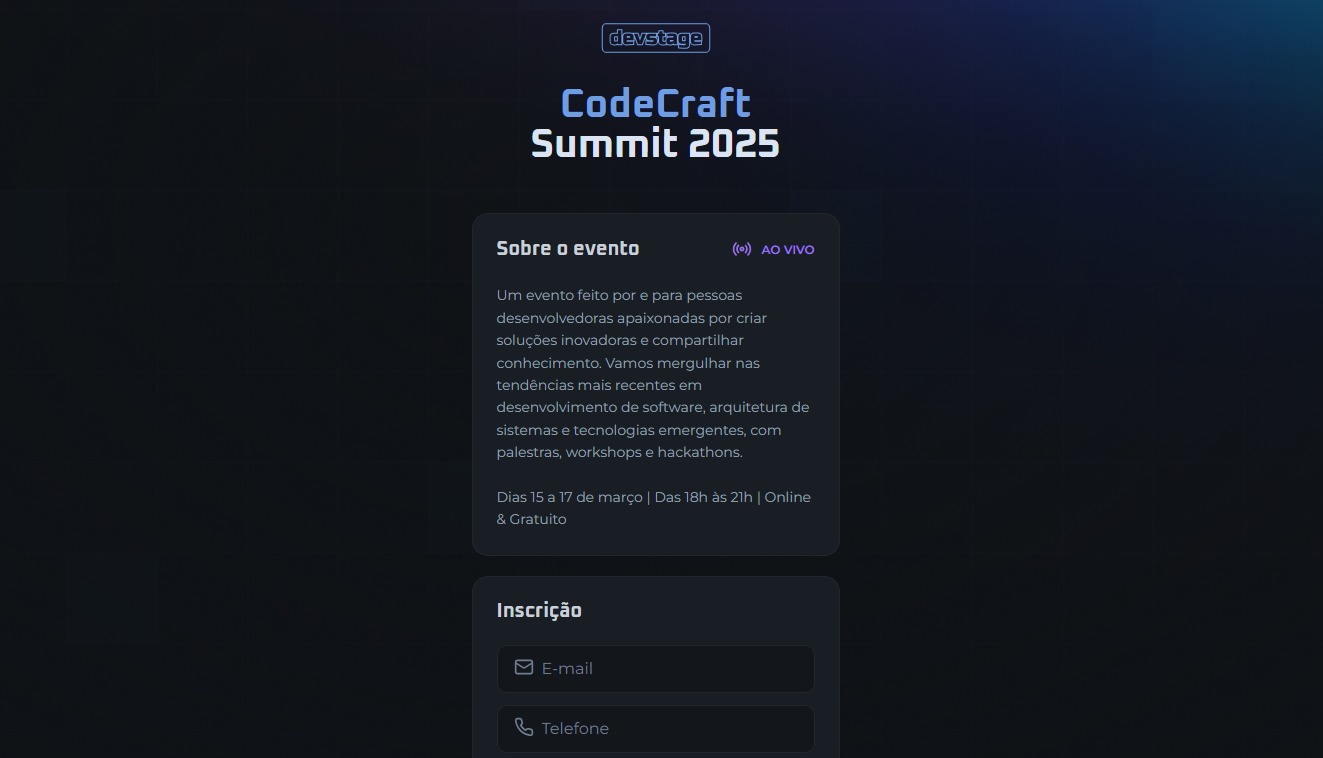 devstage
CodeCraft
Summit 2025
Sobre o evento
AO VIVO
Um evento feito por e para pessoas
desenvolvedoras apaixonadas por criar
soluções inovadoras e compartilhar
conhecimento. Vamos mergulhar nas
tendências mais recentes em
desenvolvimento de software, arquitetura de
sistemas e tecnologias emergentes, com
palestras, workshops e hackathons.
Dias 15 a 17 de março | Das 18h às 21h | Online
& Gratuito
Inscrição
E-mail
Telefone